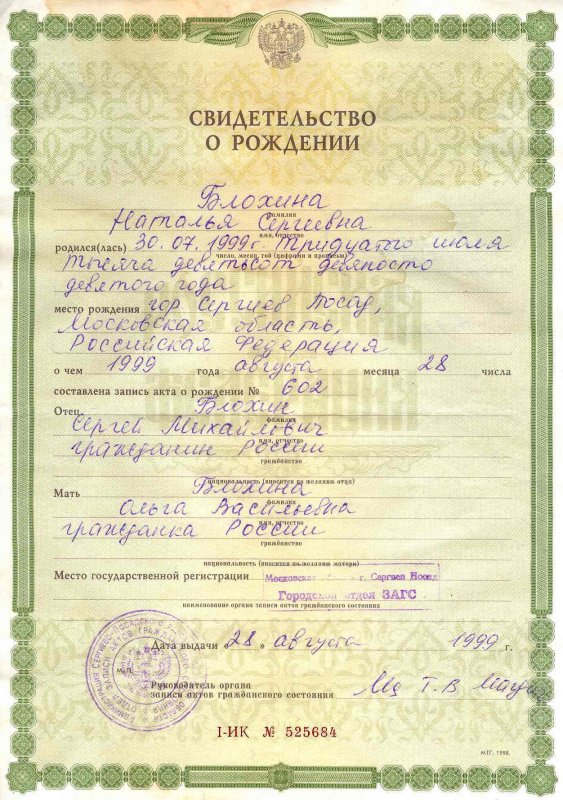 СВИДЕТЕЛЬСТВО
О РОЖДЕНИИ
Блохина
фамилия
Наталья Сергиевна
имя, отчество
родился(лась) 30.07.1999г Тридцатого июля
число, месяц, год (цифрами и прописью)
тысяча девятьсот девяносто
девятого года
место рождения гор Сергиев Посад,
Московская область,
Российская Федерация
о чем 1999 года августа месяца 28 числа
составлена запись акта о рождении № 602
Отец Блохин
фамилия
Сергей Михайлович
имя, отчество
гражданин России
гражданство
национальность (вносится по желанию отца)
Мать Блохина
фамилия
Ольга Васильевна
имя, отчество
гражданка России
гражданство
национальность (вносится по желанию матери)
Место государственной регистрации Московская г. Сергиев Посад
Городской отдел ЗАГС
наименование органа записи актов гражданского состояния
Дата выдачи 28 » августа 1999 г.
М.П.
Руководитель органа
записи актов гражданского состояния Т.В
I-ИК № 525684
МТГ. 1998.